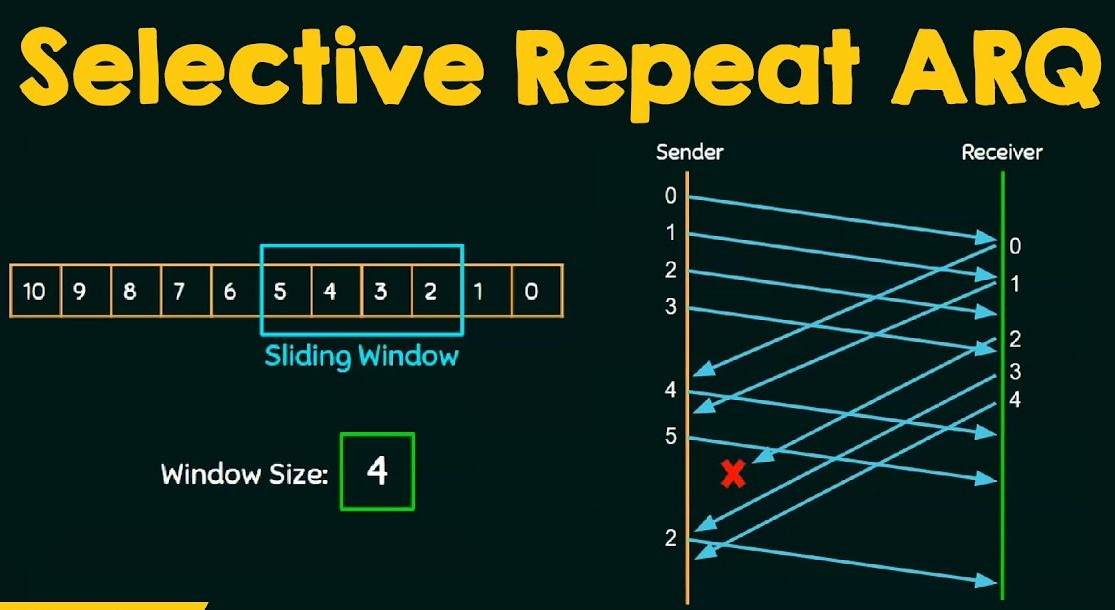 Selective Repeat ARQ
Sender Receiver
10 9 8 7 6 5 4 3 2 1 0
Sliding Window
Window Size: 4
0
1
2
3
4
5
2
0
1
2
3
4